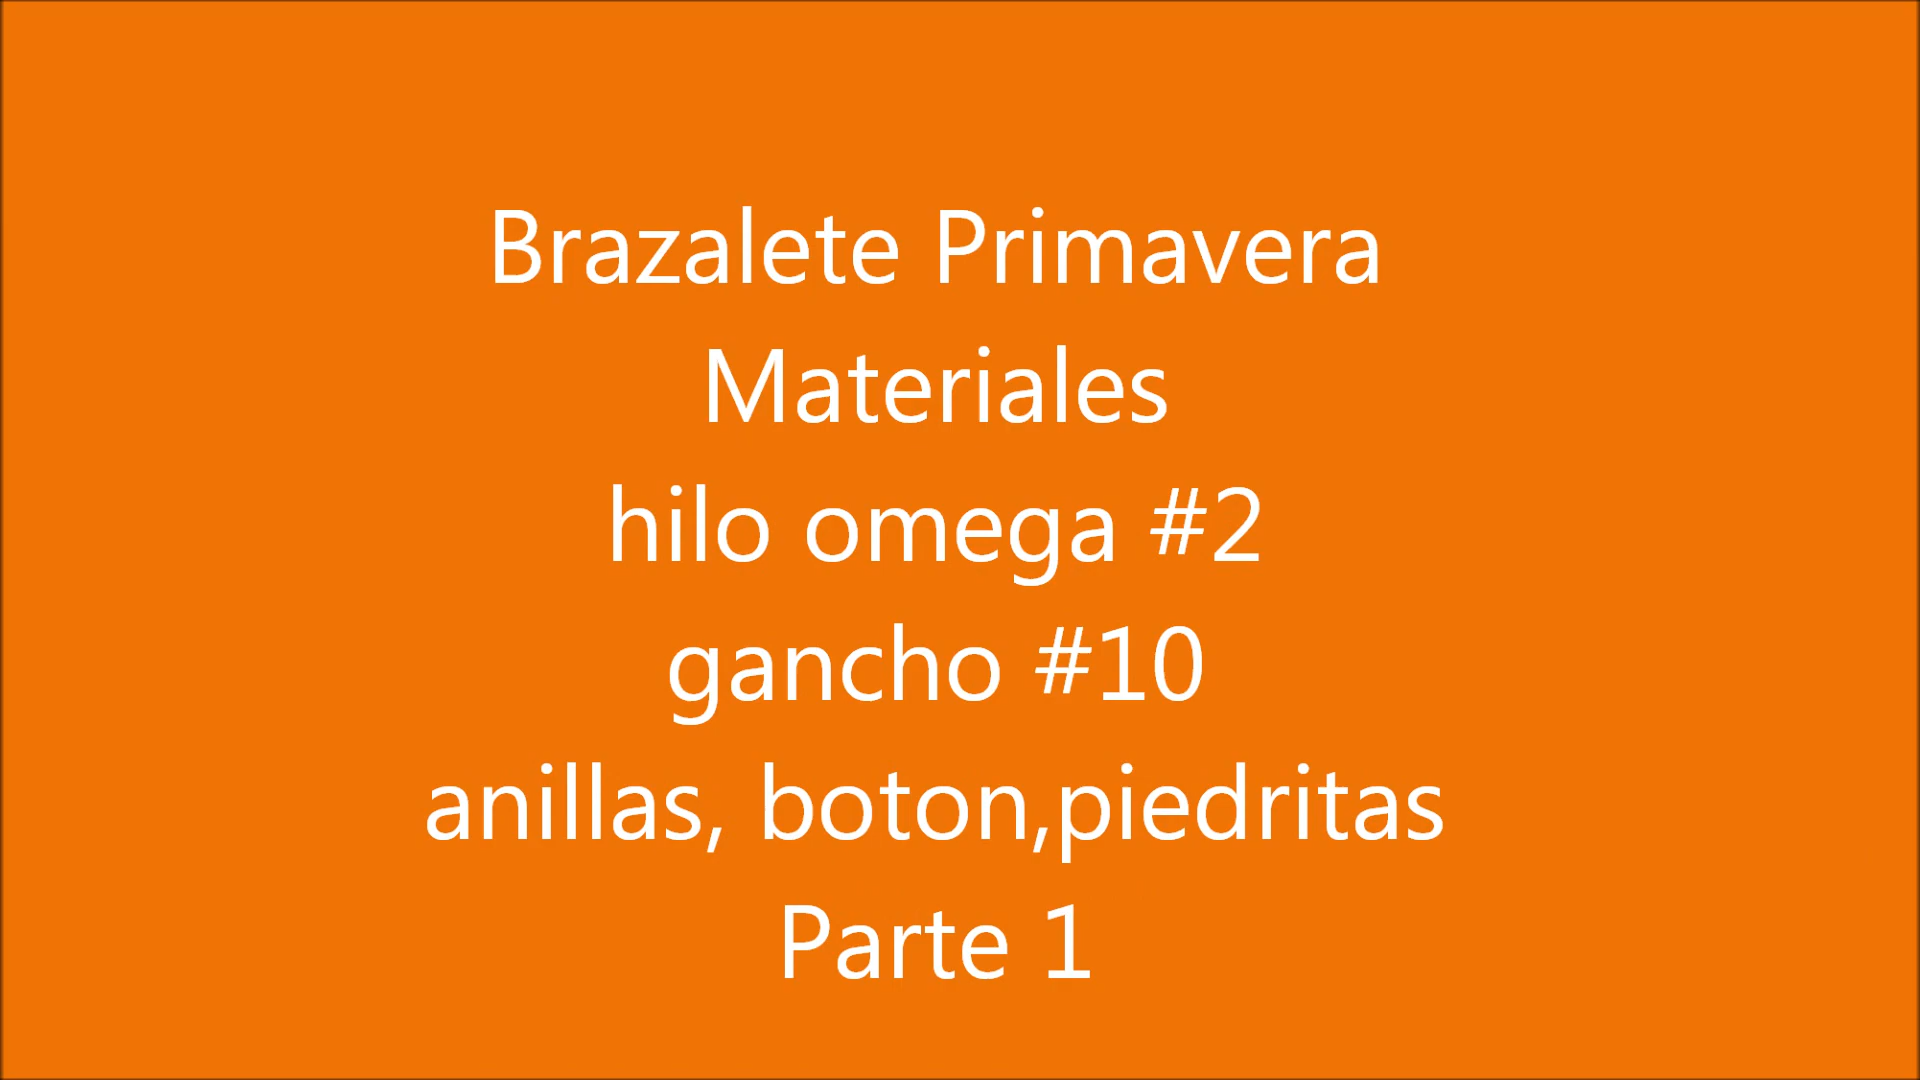 Brazalete Primavera
Materiales
hilo omega #2
gancho #10
anillas, boton,piedritas
Parte 1